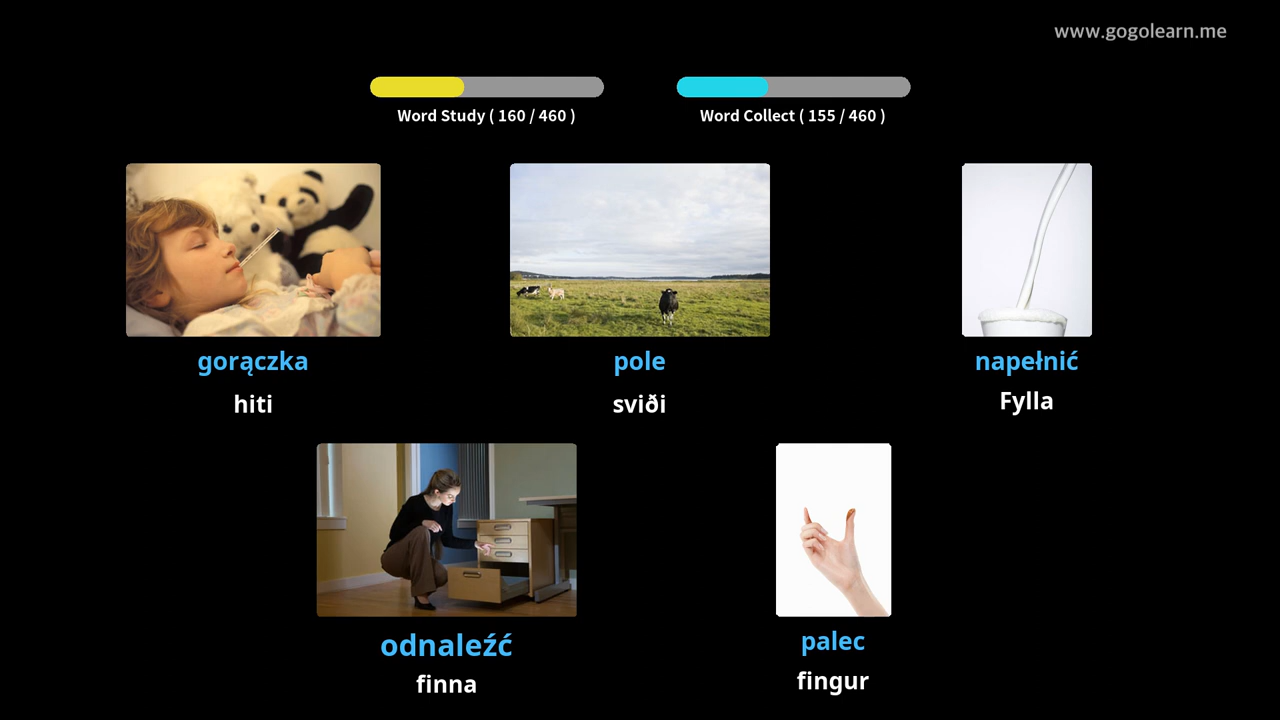 www.gogolearn.me
Word Study ( 160 / 460 )
Word Collect ( 155 / 460 )
gorączka
pole
napełnić
hiti
sviði
Fylla
odnaleźć
palec
finna
fingur